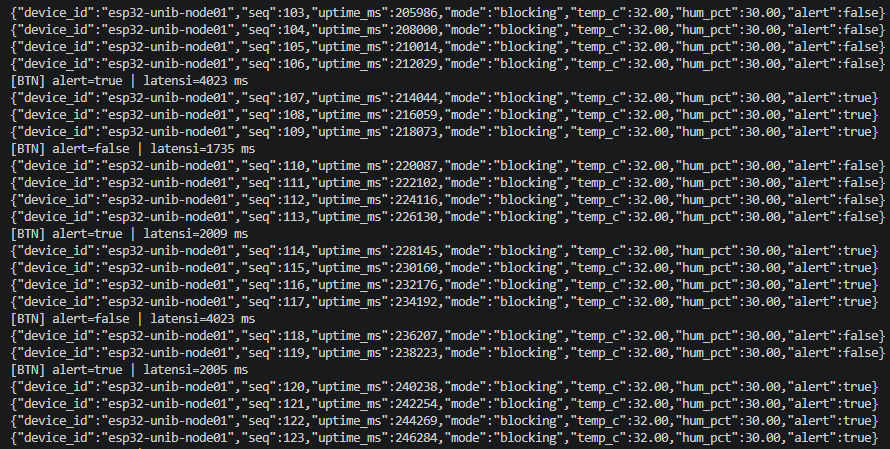 {"device_id":"esp32-unib-node01","seq":103,"uptime_ms":205986,"mode":"blocking","temp_c":32.00,"hum_pct":30.00,"alert":false}
{"device_id":"esp32-unib-node01","seq":104,"uptime_ms":208000,"mode":"blocking","temp_c":32.00,"hum_pct":30.00,"alert":false}
{"device_id":"esp32-unib-node01","seq":105,"uptime_ms":210014,"mode":"blocking","temp_c":32.00,"hum_pct":30.00,"alert":false}
{"device_id":"esp32-unib-node01","seq":106,"uptime_ms":212029,"mode":"blocking","temp_c":32.00,"hum_pct":30.00,"alert":false}
[BTN] alert=true | latensi=4023 ms
{"device_id":"esp32-unib-node01","seq":107,"uptime_ms":214044,"mode":"blocking","temp_c":32.00,"hum_pct":30.00,"alert":true}
{"device_id":"esp32-unib-node01","seq":108,"uptime_ms":216059,"mode":"blocking","temp_c":32.00,"hum_pct":30.00,"alert":true}
{"device_id":"esp32-unib-node01","seq":109,"uptime_ms":218073,"mode":"blocking","temp_c":32.00,"hum_pct":30.00,"alert":true}
[BTN] alert=false | latensi=1735 ms
{"device_id":"esp32-unib-node01","seq":110,"uptime_ms":220087,"mode":"blocking","temp_c":32.00,"hum_pct":30.00,"alert":false}
{"device_id":"esp32-unib-node01","seq":111,"uptime_ms":222102,"mode":"blocking","temp_c":32.00,"hum_pct":30.00,"alert":false}
{"device_id":"esp32-unib-node01","seq":112,"uptime_ms":224116,"mode":"blocking","temp_c":32.00,"hum_pct":30.00,"alert":false}
{"device_id":"esp32-unib-node01","seq":113,"uptime_ms":226130,"mode":"blocking","temp_c":32.00,"hum_pct":30.00,"alert":false}
[BTN] alert=true | latensi=2009 ms
{"device_id":"esp32-unib-node01","seq":114,"uptime_ms":228145,"mode":"blocking","temp_c":32.00,"hum_pct":30.00,"alert":true}
{"device_id":"esp32-unib-node01","seq":115,"uptime_ms":230160,"mode":"blocking","temp_c":32.00,"hum_pct":30.00,"alert":true}
{"device_id":"esp32-unib-node01","seq":116,"uptime_ms":232176,"mode":"blocking","temp_c":32.00,"hum_pct":30.00,"alert":true}
{"device_id":"esp32-unib-node01","seq":117,"uptime_ms":234192,"mode":"blocking","temp_c":32.00,"hum_pct":30.00,"alert":true}
[BTN] alert=false | latensi=4023 ms
{"device_id":"esp32-unib-node01","seq":118,"uptime_ms":236207,"mode":"blocking","temp_c":32.00,"hum_pct":30.00,"alert":false}
{"device_id":"esp32-unib-node01","seq":119,"uptime_ms":238223,"mode":"blocking","temp_c":32.00,"hum_pct":30.00,"alert":false}
[BTN] alert=true | latensi=2005 ms
{"device_id":"esp32-unib-node01","seq":120,"uptime_ms":240238,"mode":"blocking","temp_c":32.00,"hum_pct":30.00,"alert":true}
{"device_id":"esp32-unib-node01","seq":121,"uptime_ms":242254,"mode":"blocking","temp_c":32.00,"hum_pct":30.00,"alert":true}
{"device_id":"esp32-unib-node01","seq":122,"uptime_ms":244269,"mode":"blocking","temp_c":32.00,"hum_pct":30.00,"alert":true}
{"device_id":"esp32-unib-node01","seq":123,"uptime_ms":246284,"mode":"blocking","temp_c":32.00,"hum_pct":30.00,"alert":true}